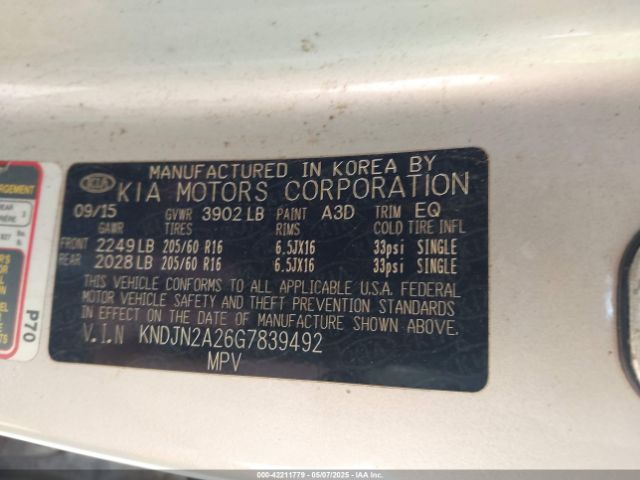 MANUFACTURED IN KOREA BY
KIA KIA MOTORS CORPORATION
09/15 GVWR 3902 LB PAINT A3D TRIM EQ
GAWR TIRES RIMS COLD TIRE INFL
FRONT 2249 LB 205/60 R16 6.5JX16 33psi SINGLE
REAR 2028 LB 205/60 R16 6.5JX16 33psi SINGLE
THIS VEHICLE CONFORMS TO ALL APPLICABLE U.S.A. FEDERAL
MOTOR VEHICLE SAFETY AND THEFT PREVENTION STANDARDS
IN EFFECT ON THE DATE OF MANUFACTURE SHOWN ABOVE.
V.I.N KNDJN2A26G7839492
MPV
P70
000-42211779 - 05/07/2025 - IAAI.COM